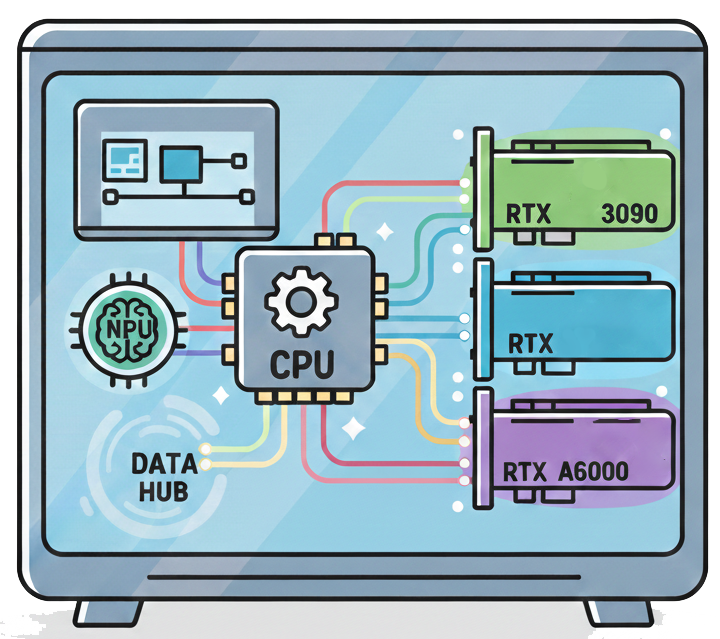 RTX 3090
NPU
CPU
RTX
DATA
HUB
RTX A6000